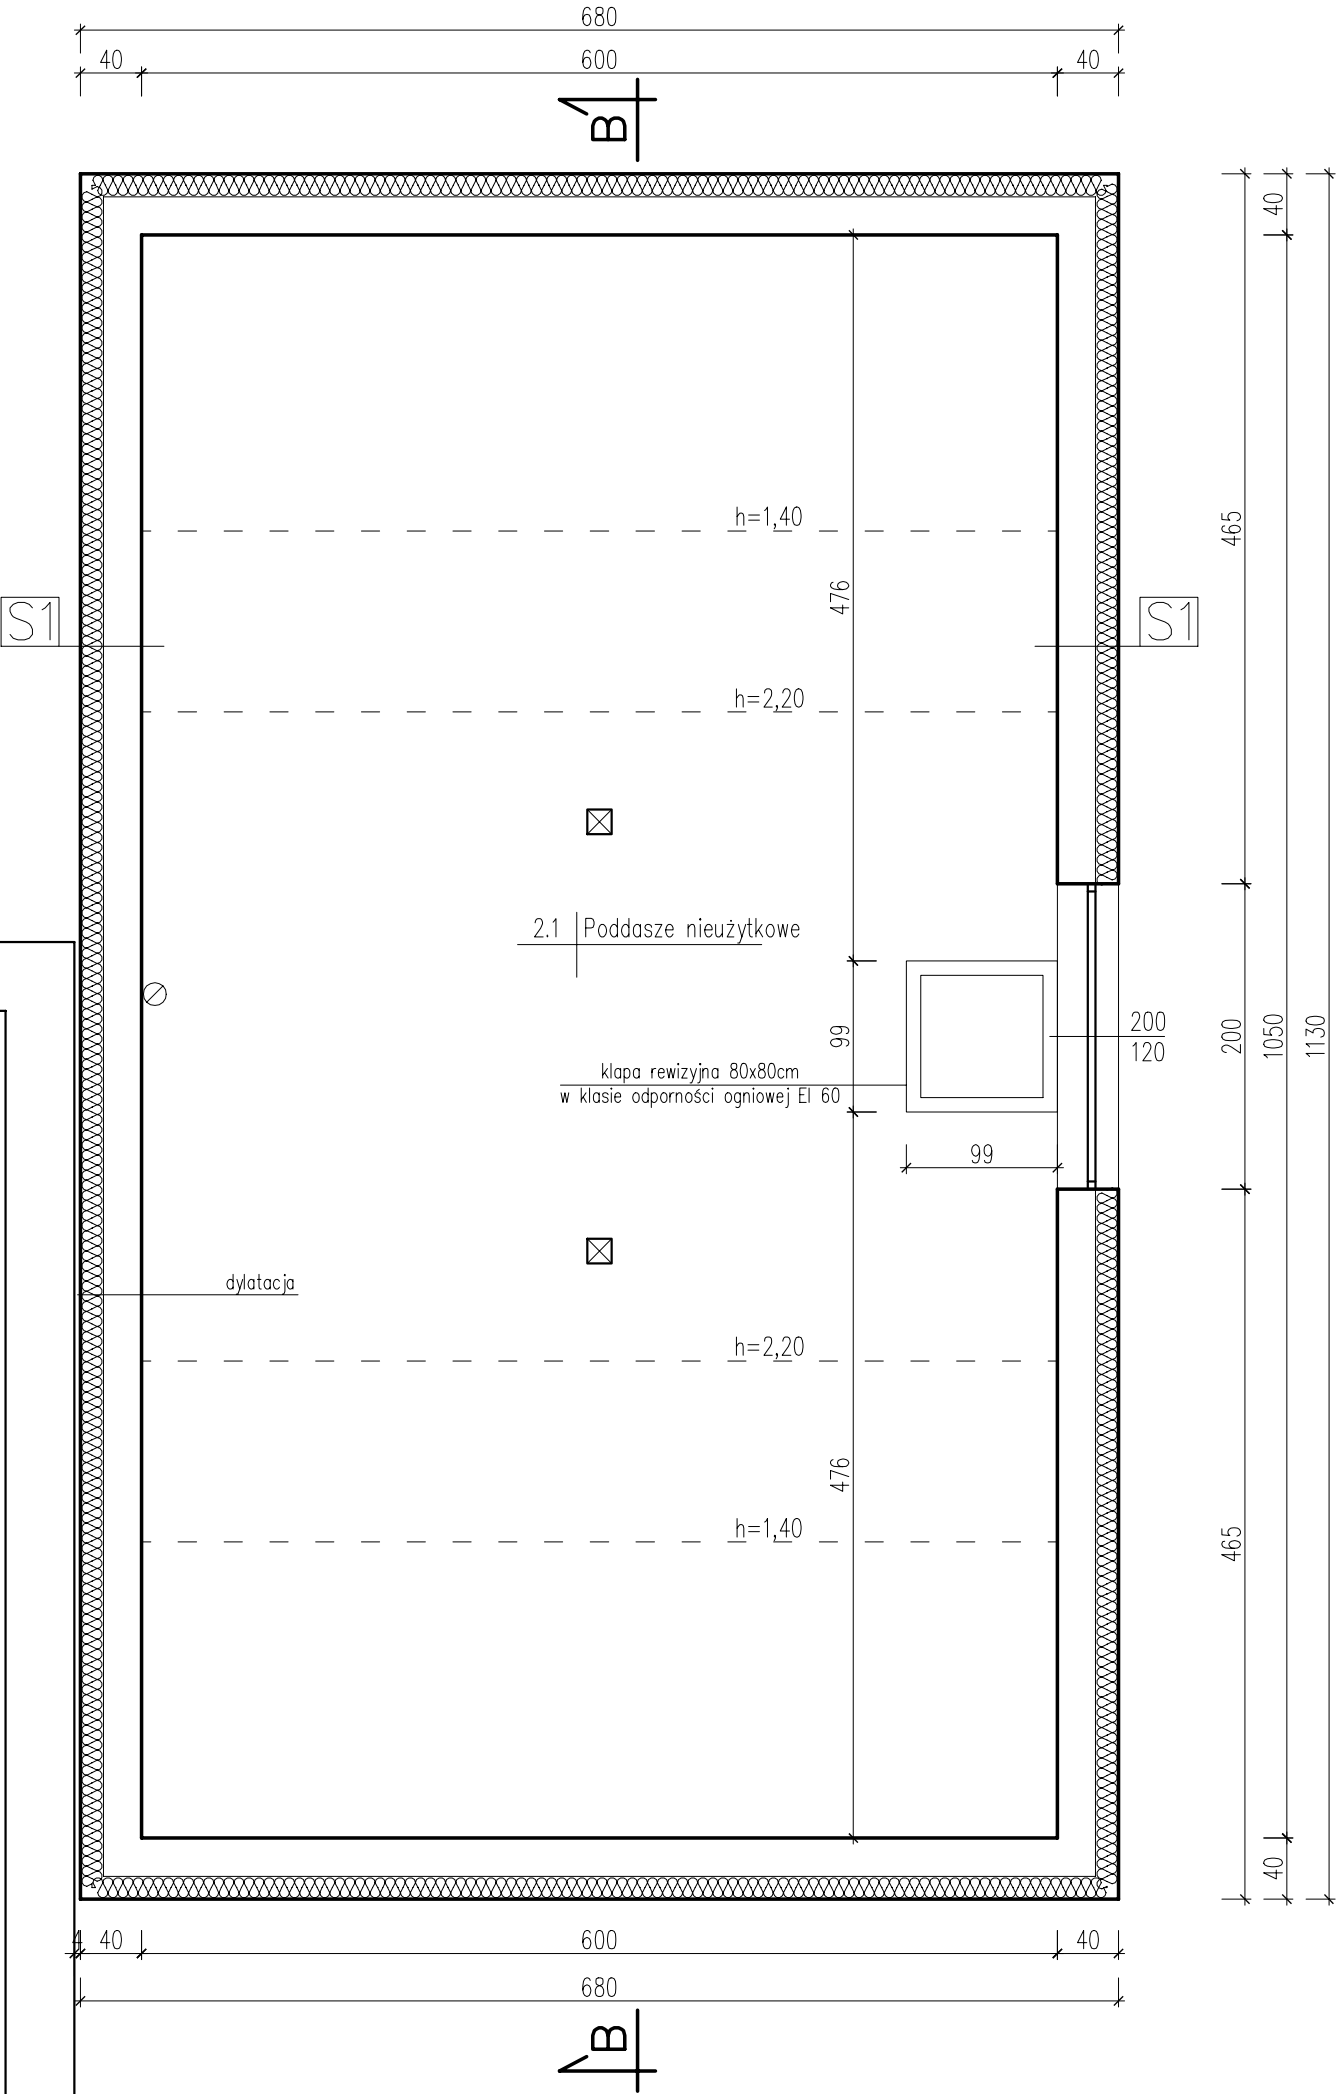 680
40 600 40
B
40
h=1,40
465
476
S1
S1
h=2,20
2.1 Poddasze nieużytkowe
99
200
120
200
1050
1130
klapa rewizyjna 80x80cm
w klasie odporności ogniowej EI 60
99
dylatacja
h=2,20
476
h=1,40
465
40
4 40 600 40
680
B